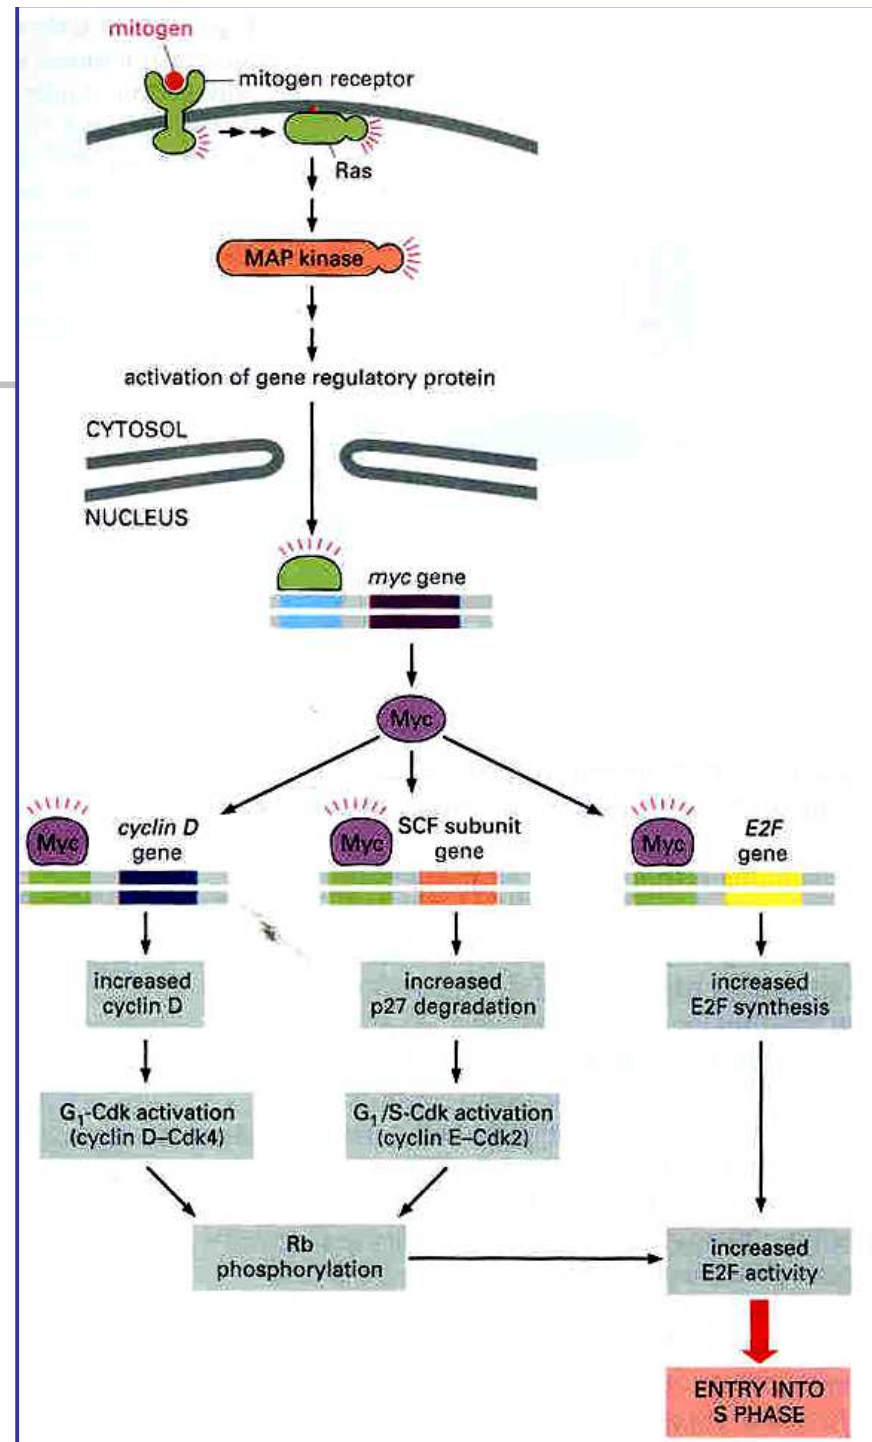 mitogen
mitogen receptor
Ras
MAP kinase
activation of gene regulatory protein
CYTOSOL
NUCLEUS
myc gene
Myc
Myc
cyclin D
gene
Myc
SCF subunit
gene
Myc
E2F
gene
increased
cyclin D
increased
p27 degradation
increased
E2F synthesis
G1-Cdk activation
(cyclin D–Cdk4)
G1/S-Cdk activation
(cyclin E–Cdk2)
Rb
phosphorylation
increased
E2F activity
ENTRY INTO
S PHASE